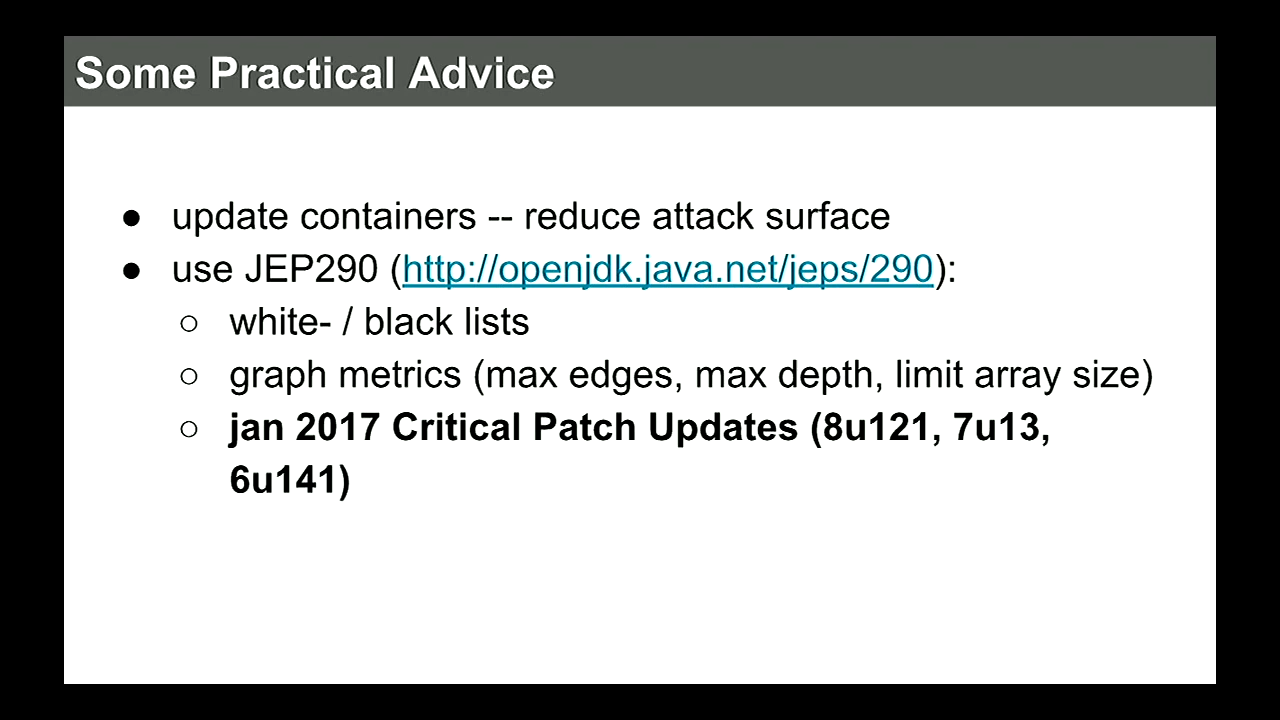 Some Practical Advice
● update containers -- reduce attack surface
● use JEP290 (http://openjdk.java.net/jeps/290):
○ white- / black lists
○ graph metrics (max edges, max depth, limit array size)
○ jan 2017 Critical Patch Updates (8u121, 7u13,
6u141)